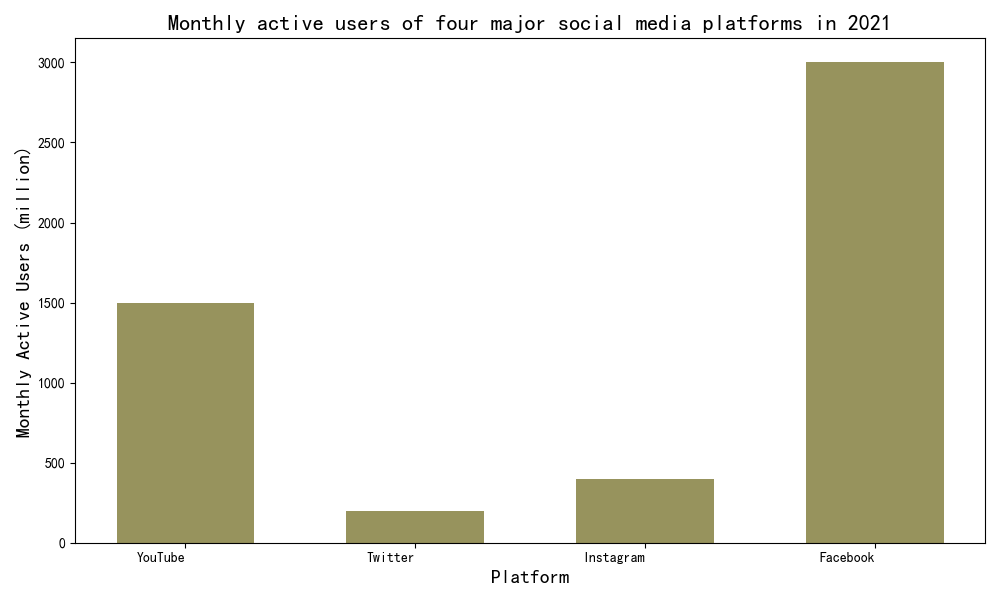 Monthly active users of four major social media platforms in 2021
Monthly Active Users (million)
3000
2500
2000
1500
1000
500
0
YouTube Twitter Instagram Facebook
Platform